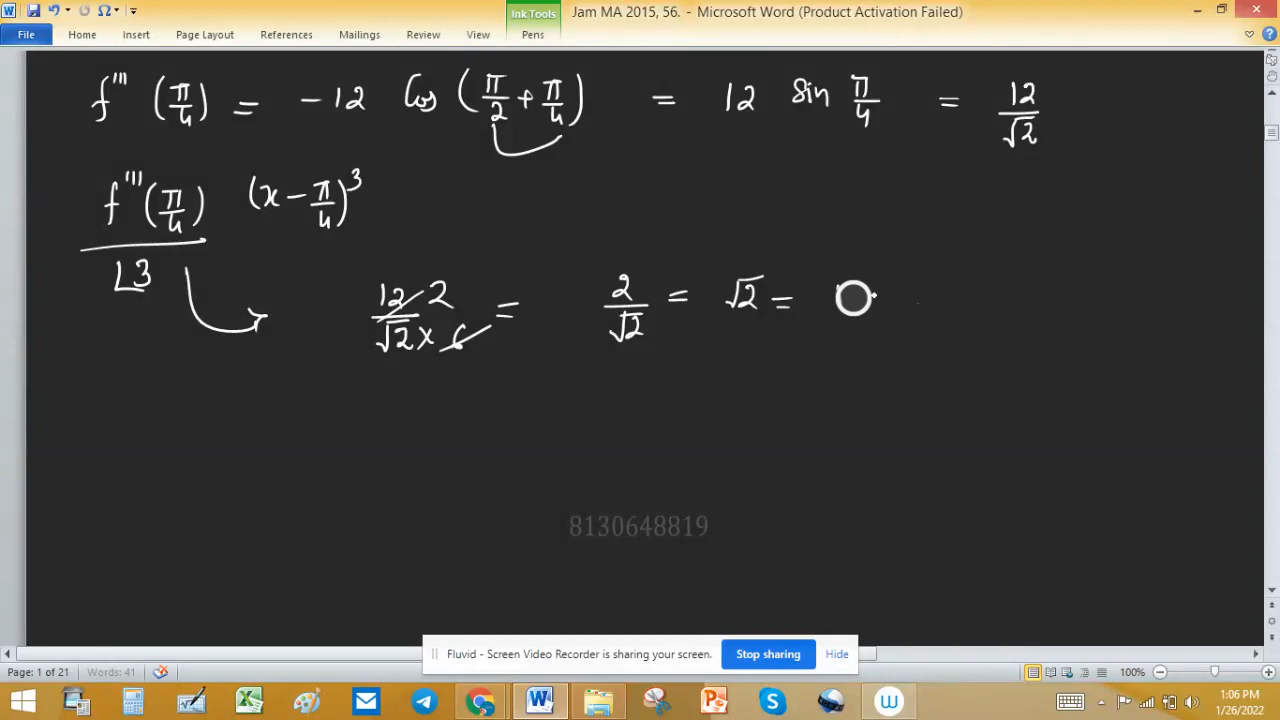 Ink Tools
Jam MA 2015, 56. - Microsoft Word (Product Activation Failed)
File Home Insert Page Layout References Mailings Review View Pens
f''' (π/4) = -12 Cos (π/2 + π/4) = 12 sin π/4 = 12/√2
f'''(π/4)/⌊3 (x - π/4)^3
12 2/√2 × 6 = 2/√2 = √2 =
8130648819
Fluvid - Screen Video Recorder is sharing your screen. Stop sharing Hide
Page: 1 of 21 Words: 41 100%
1:06 PM
1/26/2022